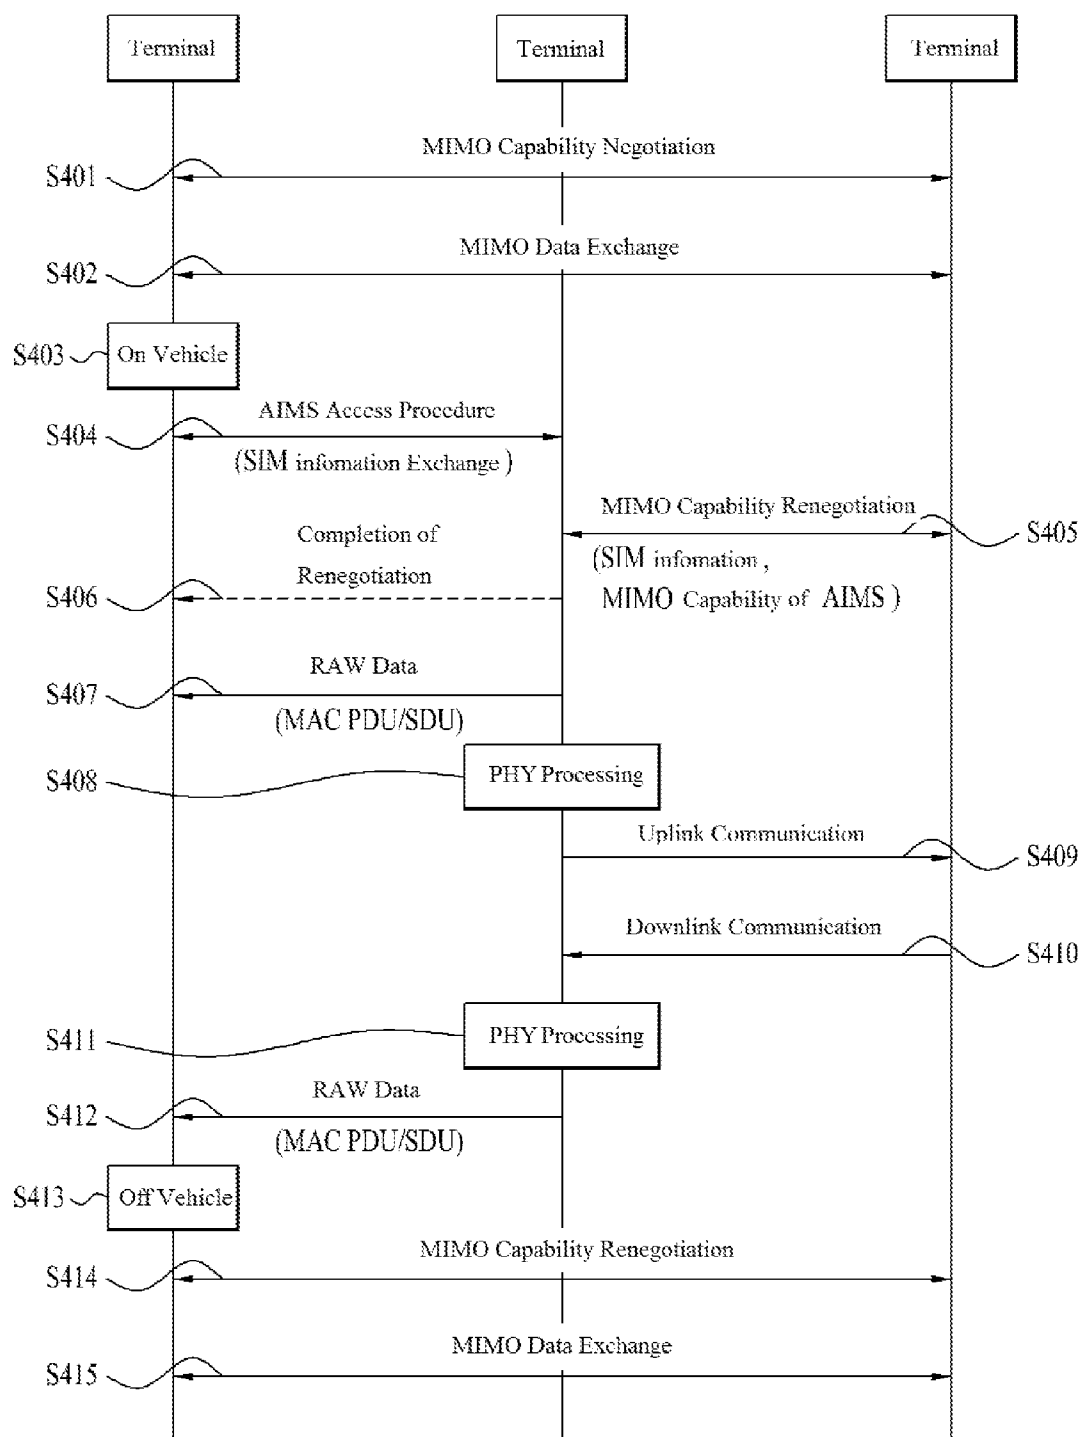 Terminal
Terminal
Terminal
MIMO Capability Negotiation
S401
MIMO Data Exchange
S402
S403
On Vehicle
AIMS Access Procedure
S404
(SIM infomation Exchange)
MIMO Capability Renegotiation
S405
Completion of
(SIM infomation,
Renegotiation
S406
MIMO Capability of AIMS)
RAW Data
S407
(MAC PDU/SDU)
S408
PHY Processing
Uplink Communication
S409
Downlink Communication
S410
S411
PHY Processing
RAW Data
S412
(MAC PDU/SDU)
S413
Off Vehicle
MIMO Capability Renegotiation
S414
MIMO Data Exchange
S415